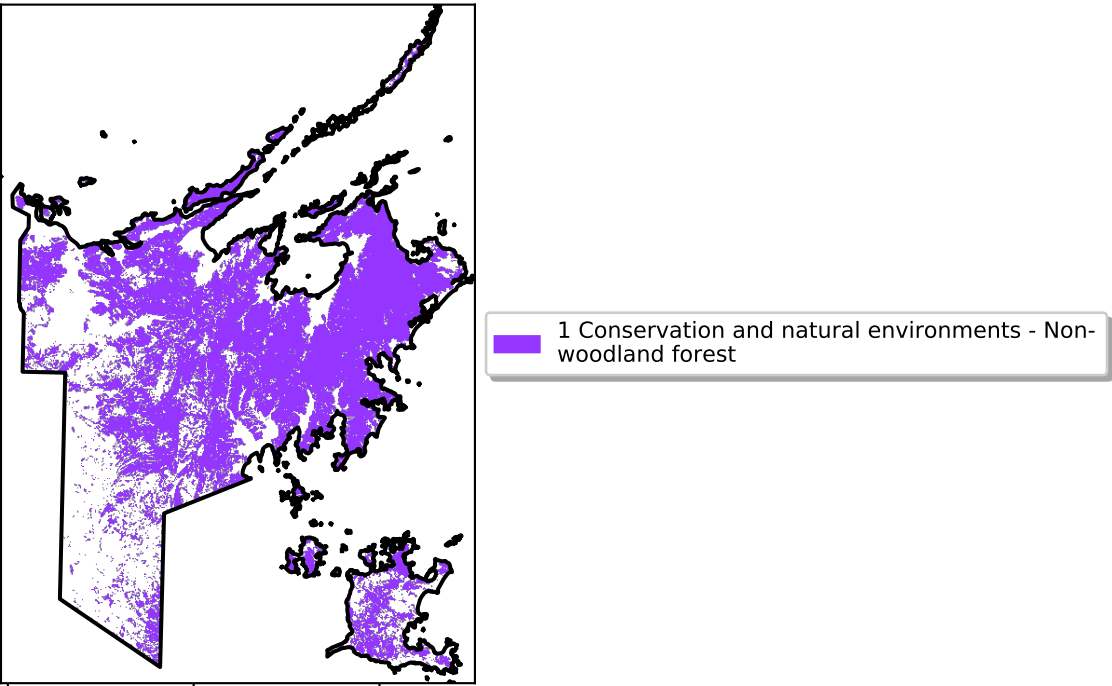 1 Conservation and natural environments - Non-
woodland forest